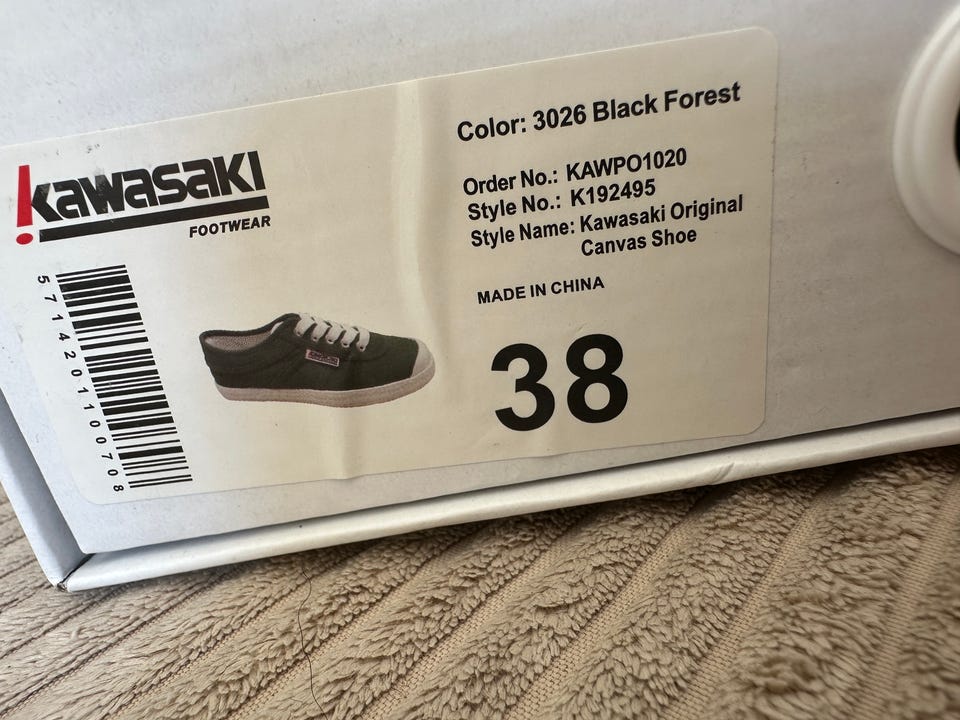 Kawasaki
FOOTWEAR
5714201100708
Color: 3026 Black Forest
Order No.: KAWPO1020
Style No.: K192495
Style Name: Kawasaki Original
Canvas Shoe
MADE IN CHINA
38